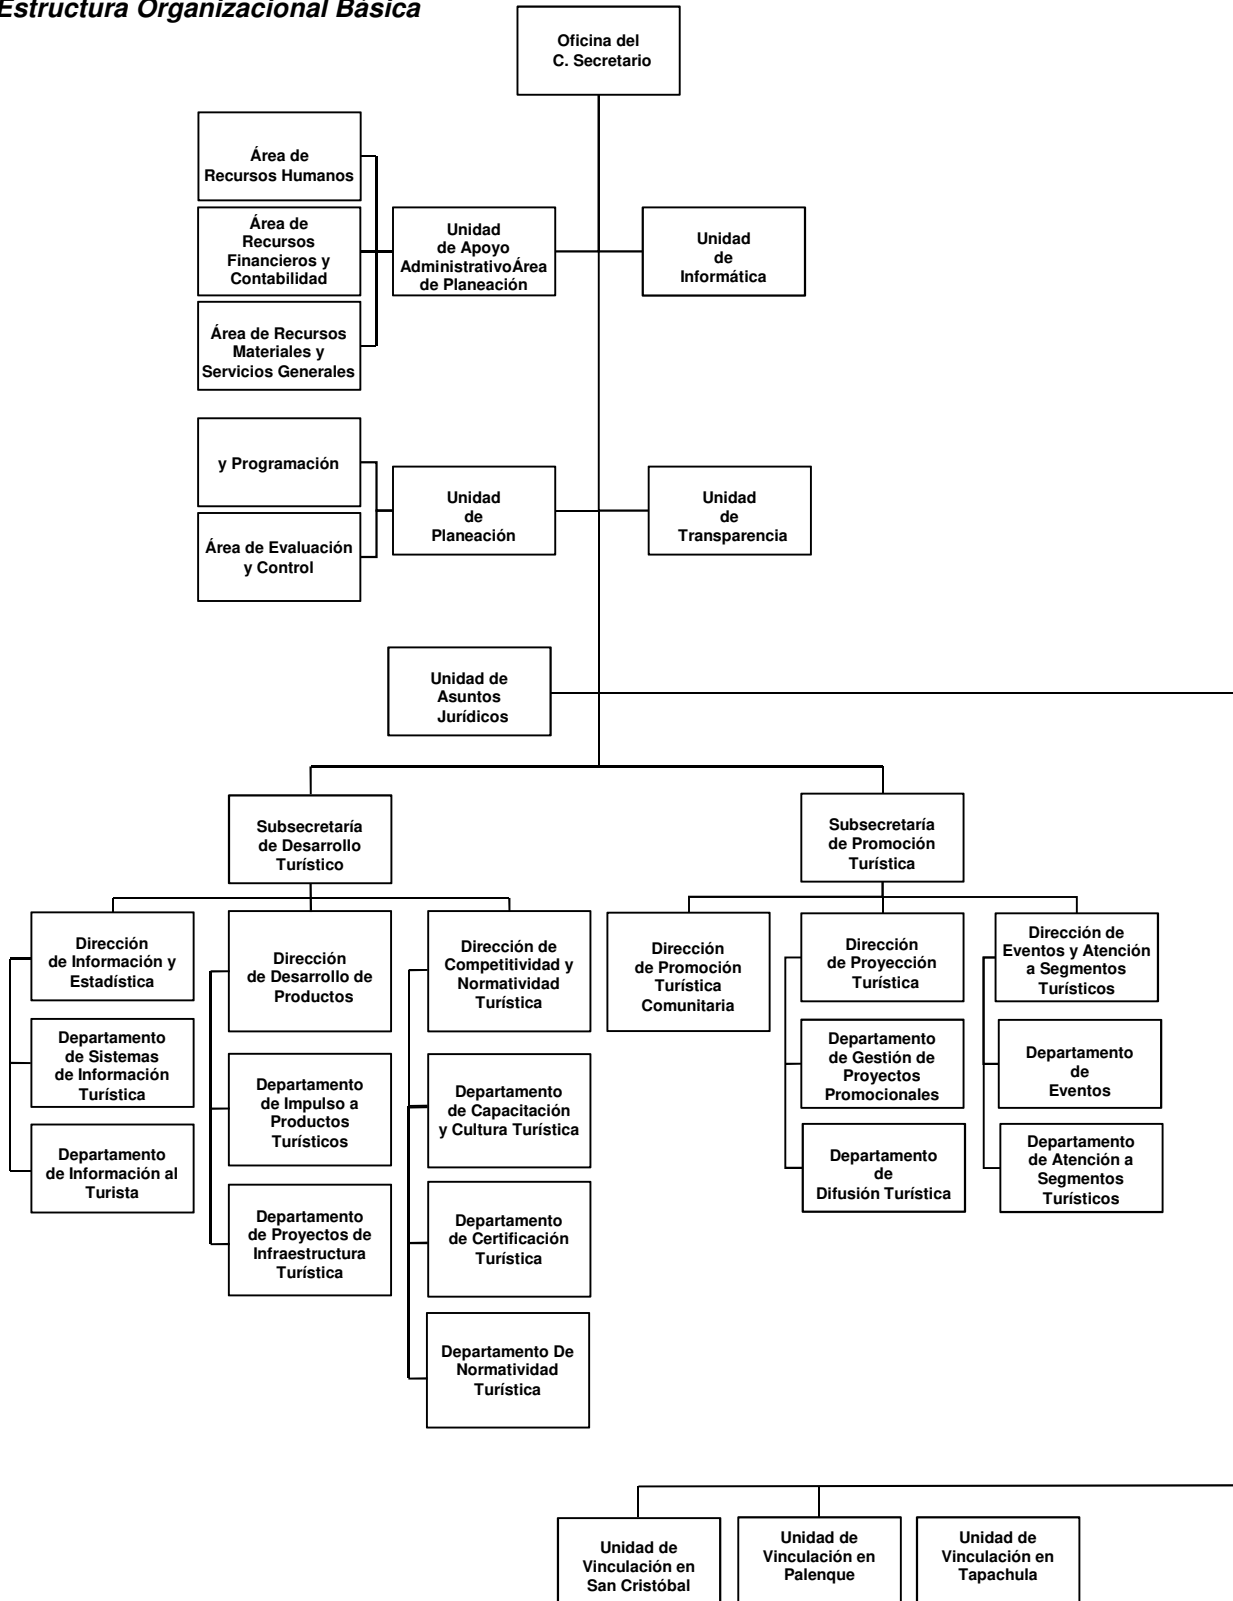 Estructura Organizacional Básica
Oficina del
C. Secretario
Área de
Recursos Humanos
Área de
Recursos
Financieros y
Contabilidad
Área de Recursos
Materiales y
Servicios Generales
Unidad
de Apoyo
AdministrativoÁrea
de Planeación
Unidad
de
Informática
y Programación
Área de Evaluación
y Control
Unidad
de
Planeación
Unidad
de
Transparencia
Unidad de
Asuntos
Jurídicos
Subsecretaría
de Desarrollo
Turístico
Subsecretaría
de Promoción
Turística
Dirección
de Información y
Estadística
Departamento
de Sistemas
de Información
Turística
Departamento
de Información al
Turista
Dirección
de Desarrollo de
Productos
Departamento
de Impulso a
Productos
Turísticos
Departamento
de Proyectos de
Infraestructura
Turística
Dirección de
Competitividad y
Normatividad
Turística
Departamento
de Capacitación
y Cultura Turística
Departamento
de Certificación
Turística
Departamento De
Normatividad
Turística
Dirección
de Promoción
Turística
Comunitaria
Dirección
de Proyección
Turística
Departamento
de Gestión de
Proyectos
Promocionales
Departamento
de
Difusión Turística
Dirección de
Eventos y Atención
a Segmentos
Turísticos
Departamento
de
Eventos
Departamento
de Atención a
Segmentos
Turísticos
Unidad de
Vinculación en
San Cristóbal
Unidad de
Vinculación en
Palenque
Unidad de
Vinculación en
Tapachula